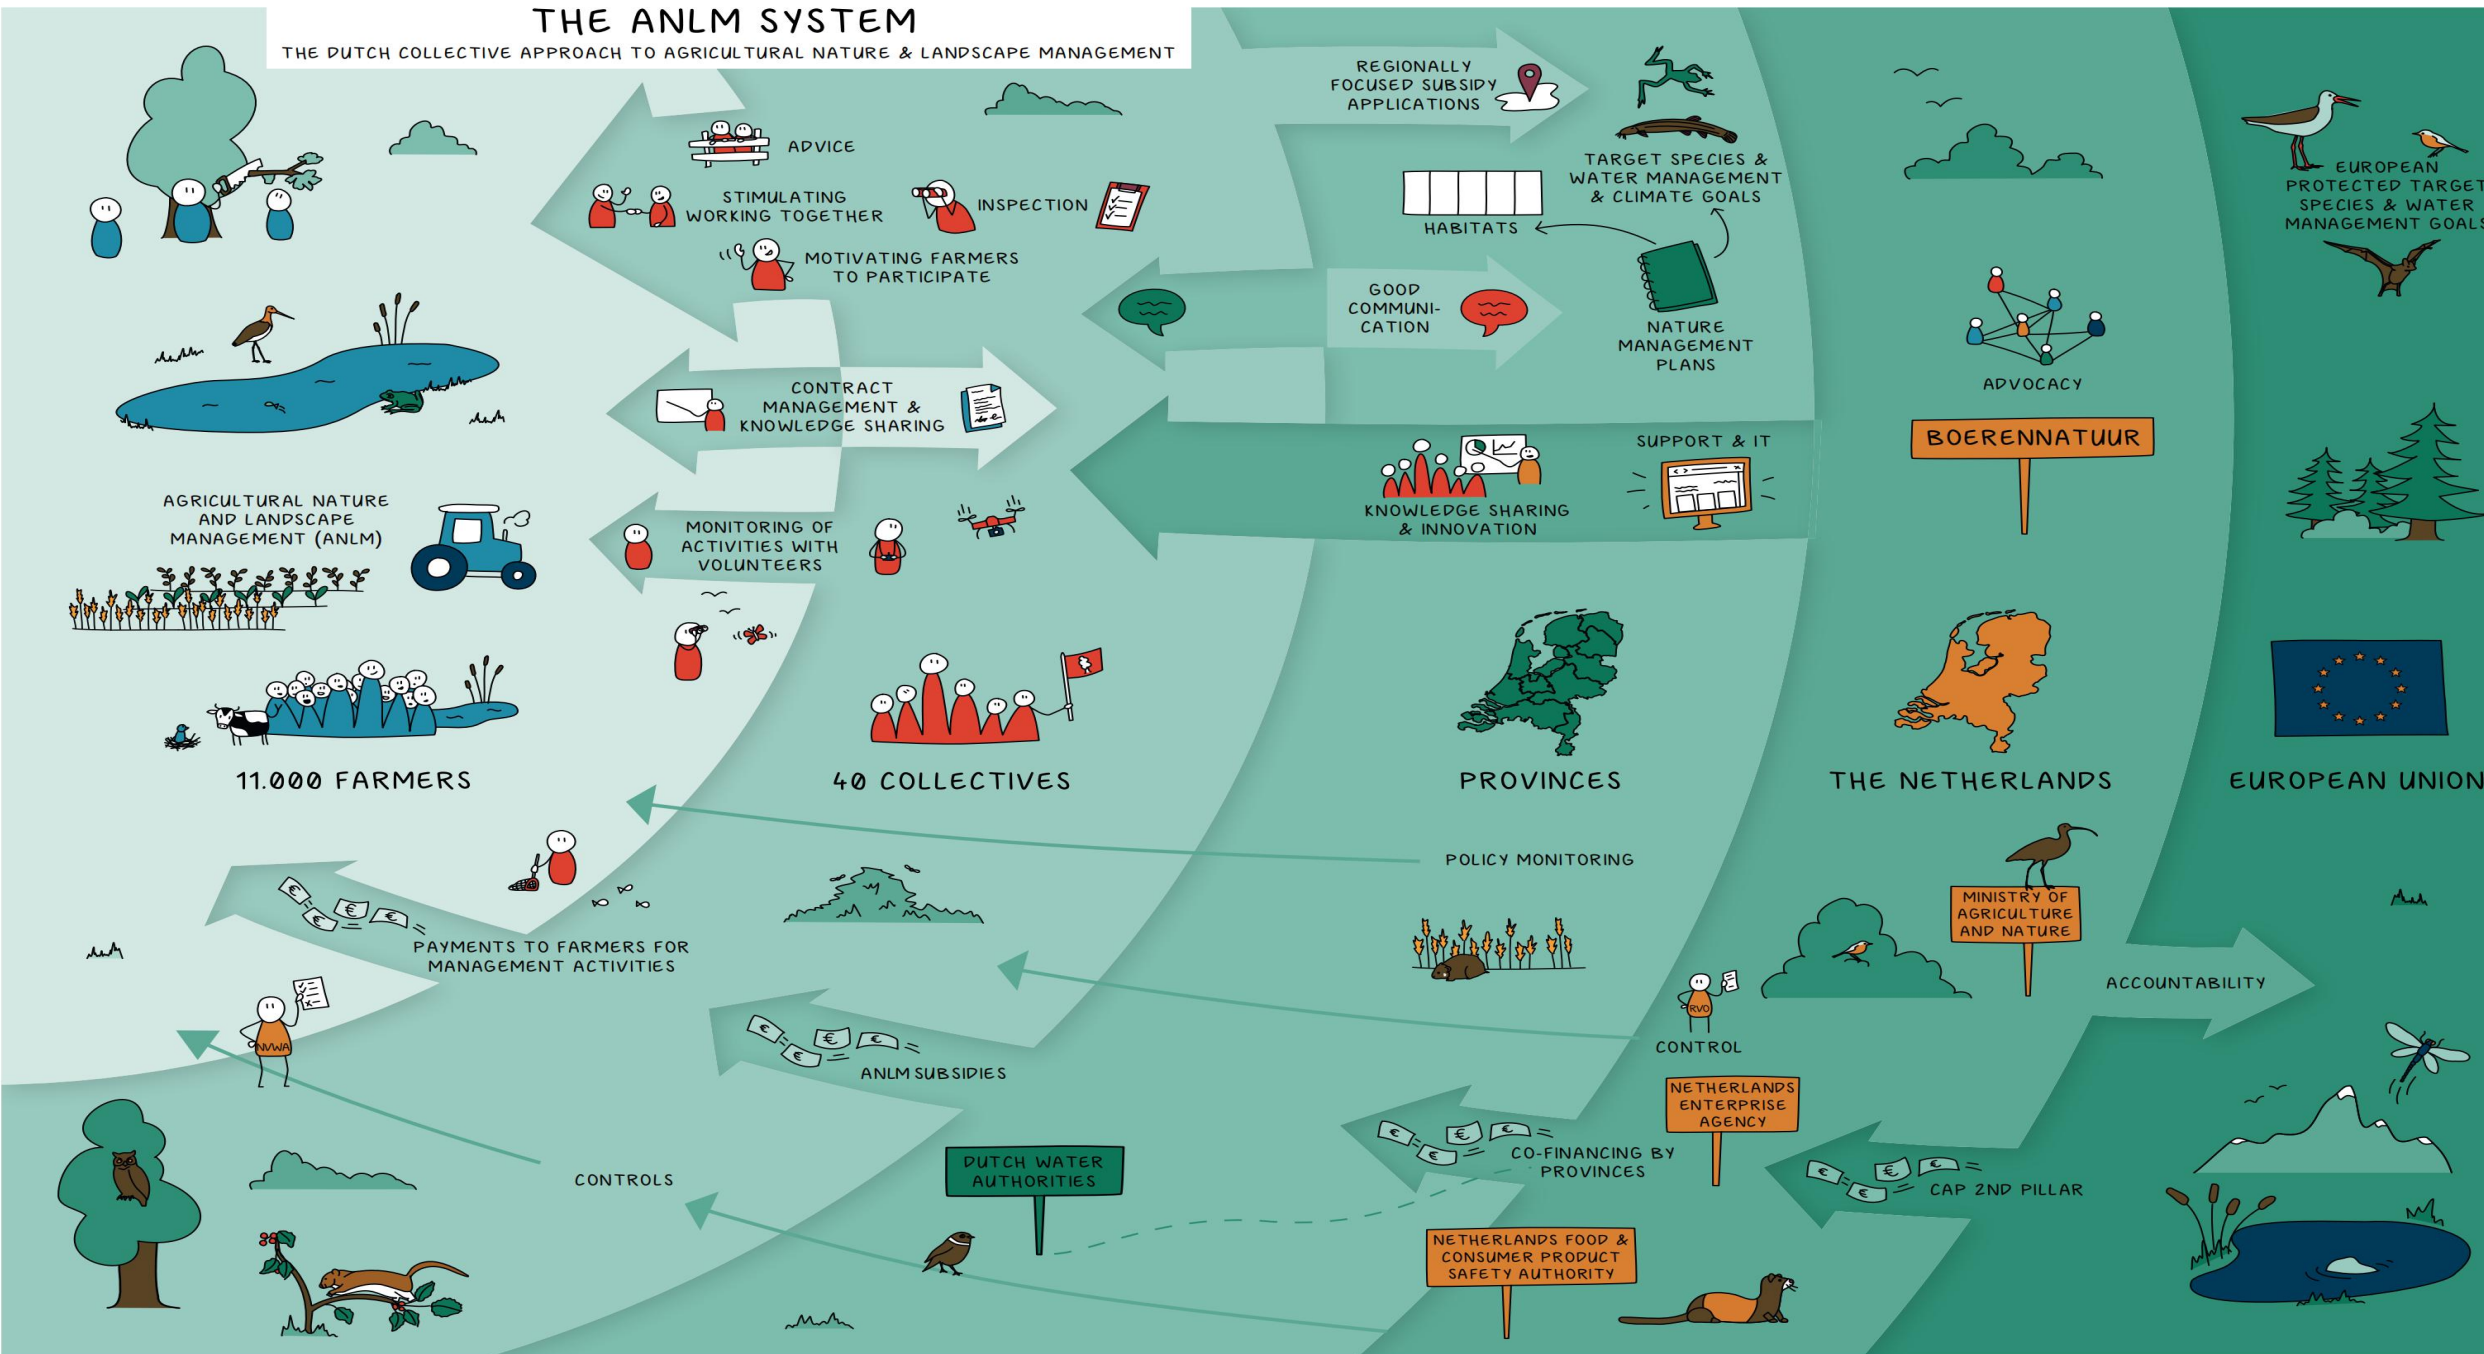 THE ANLM SYSTEM
THE DUTCH COLLECTIVE APPROACH TO AGRICULTURAL NATURE & LANDSCAPE MANAGEMENT
ADVICE
STIMULATING
WORKING TOGETHER
INSPECTION
MOTIVATING FARMERS
TO PARTICIPATE
CONTRACT
MANAGEMENT &
KNOWLEDGE SHARING
MONITORING OF
ACTIVITIES WITH
VOLUNTEERS
AGRICULTURAL NATURE
AND LANDSCAPE
MANAGEMENT (ANLM)
REGIONALLY
FOCUSED SUBSIDY
APPLICATIONS
TARGET SPECIES &
WATER MANAGEMENT
& CLIMATE GOALS
HABITATS
GOOD
COMMUNI-
CATION
NATURE
MANAGEMENT
PLANS
KNOWLEDGE SHARING
& INNOVATION
SUPPORT & IT
ADVOCACY
BOERENNATUUR
EUROPEAN
PROTECTED TARGET
SPECIES & WATER
MANAGEMENT GOALS
11.000 FARMERS
40 COLLECTIVES
PROVINCES
THE NETHERLANDS
EUROPEAN UNION
POLICY MONITORING
MINISTRY OF
AGRICULTURE
AND NATURE
ACCOUNTABILITY
PAYMENTS TO FARMERS FOR
MANAGEMENT ACTIVITIES
€
€
€
€
NVWA
RVO
CONTROL
ANLM SUBSIDIES
€
€
€
€
NETHERLANDS
ENTERPRISE
AGENCY
CO-FINANCING BY
PROVINCES
€
€
€
€
CAP 2ND PILLAR
€
€
€
€
CONTROLS
DUTCH WATER
AUTHORITIES
NETHERLANDS FOOD &
CONSUMER PRODUCT
SAFETY AUTHORITY